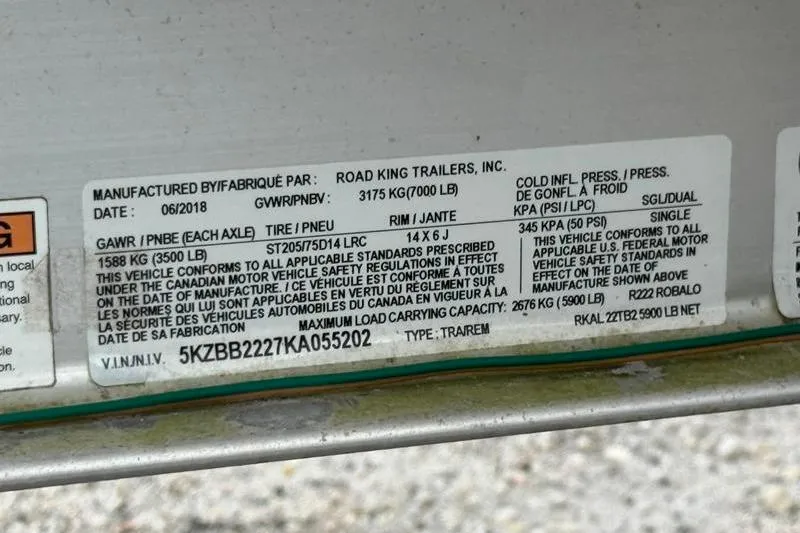 G
n local
ng
tional
sary.
cle
on.
MANUFACTURED BY/FABRIQUÉ PAR : ROAD KING TRAILERS, INC.
DATE : 06/2018 GVWR/PNBV : 3175 KG(7000 LB) COLD INFL. PRESS. / PRESS.
DE GONFL. À FROID
GAWR / PNBE (EACH AXLE) TIRE / PNEU RIM / JANTE KPA (PSI / LPC) SGL/DUAL
1588 KG (3500 LB) ST205/75D14 LRC 14 X 6 J 345 KPA (50 PSI) SINGLE
THIS VEHICLE CONFORMS TO ALL APPLICABLE STANDARDS PRESCRIBED
UNDER THE CANADIAN MOTOR VEHICLE SAFETY REGULATIONS IN EFFECT
ON THE DATE OF MANUFACTURE. / CE VÉHICULE EST CONFORME À TOUTES
LES NORMES QUI LUI SONT APPLICABLES EN VERTU DU RÈGLEMENT SUR
LA SÉCURITÉ DES VÉHICULES AUTOMOBILES DU CANADA EN VIGUEUR À LA
DATE DE SA FABRICATION
THIS VEHICLE CONFORMS TO ALL
APPLICABLE U.S. FEDERAL MOTOR
VEHICLE SAFETY STANDARDS IN
EFFECT ON THE DATE OF
MANUFACTURE SHOWN ABOVE
MAXIMUM LOAD CARRYING CAPACITY: 2676 KG (5900 LB) R222 ROBALO
V.I.N./N.I.V. 5KZBB2227KA055202 TYPE : TRA/REM RKAL 22TB2 5900 LB NET